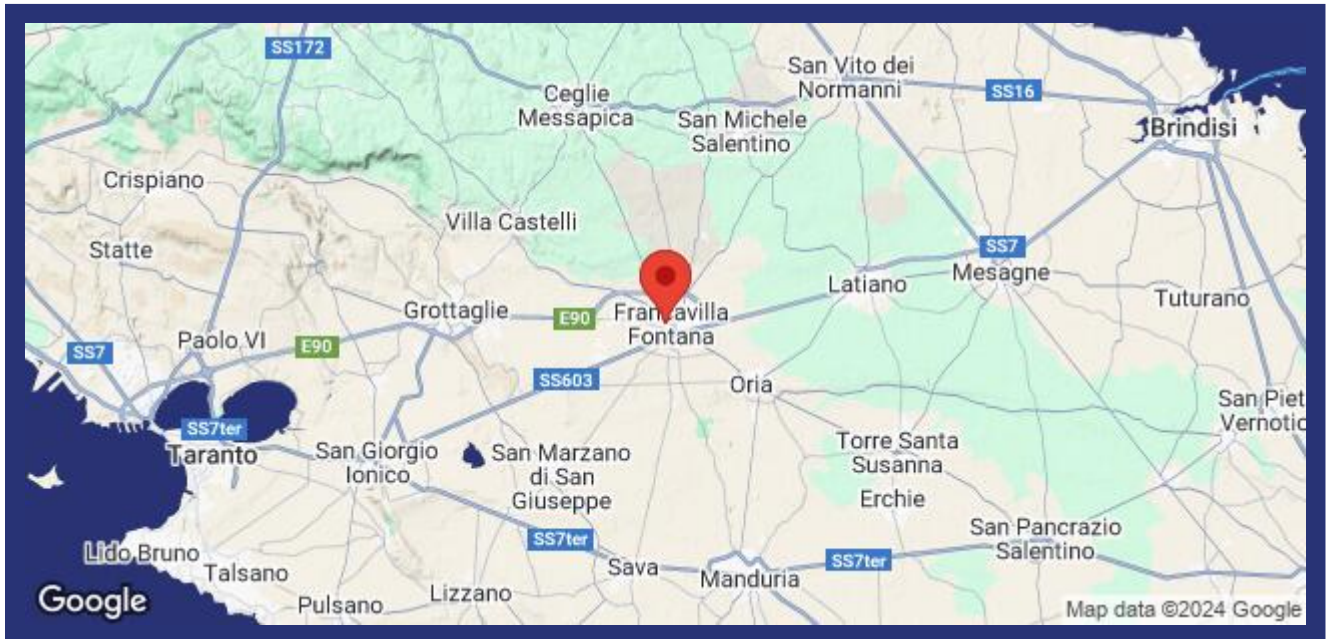 SS172
San Vito dei
Normanni
SS16
Ceglie
Messapica
San Michele
Salentino
Brindisi
Crispiano
Villa Castelli
Statte
SS7
Mesagne
Latiano
Tuturano
Grottaglie
E90
Francavilla
Fontana
Paolo VI
E90
SS7
SS603
Oria
San Piet
Vernotic
SS7ter
Taranto
San Giorgio
Ionico
San Marzano
di San
Giuseppe
Torre Santa
Susanna
Erchie
San Pancrazio
Salentino
SS7ter
Lido Bruno
Talsano
Sava
Manduria
SS7ter
Lizzano
Pulsano
Google
Map data ©2024 Google